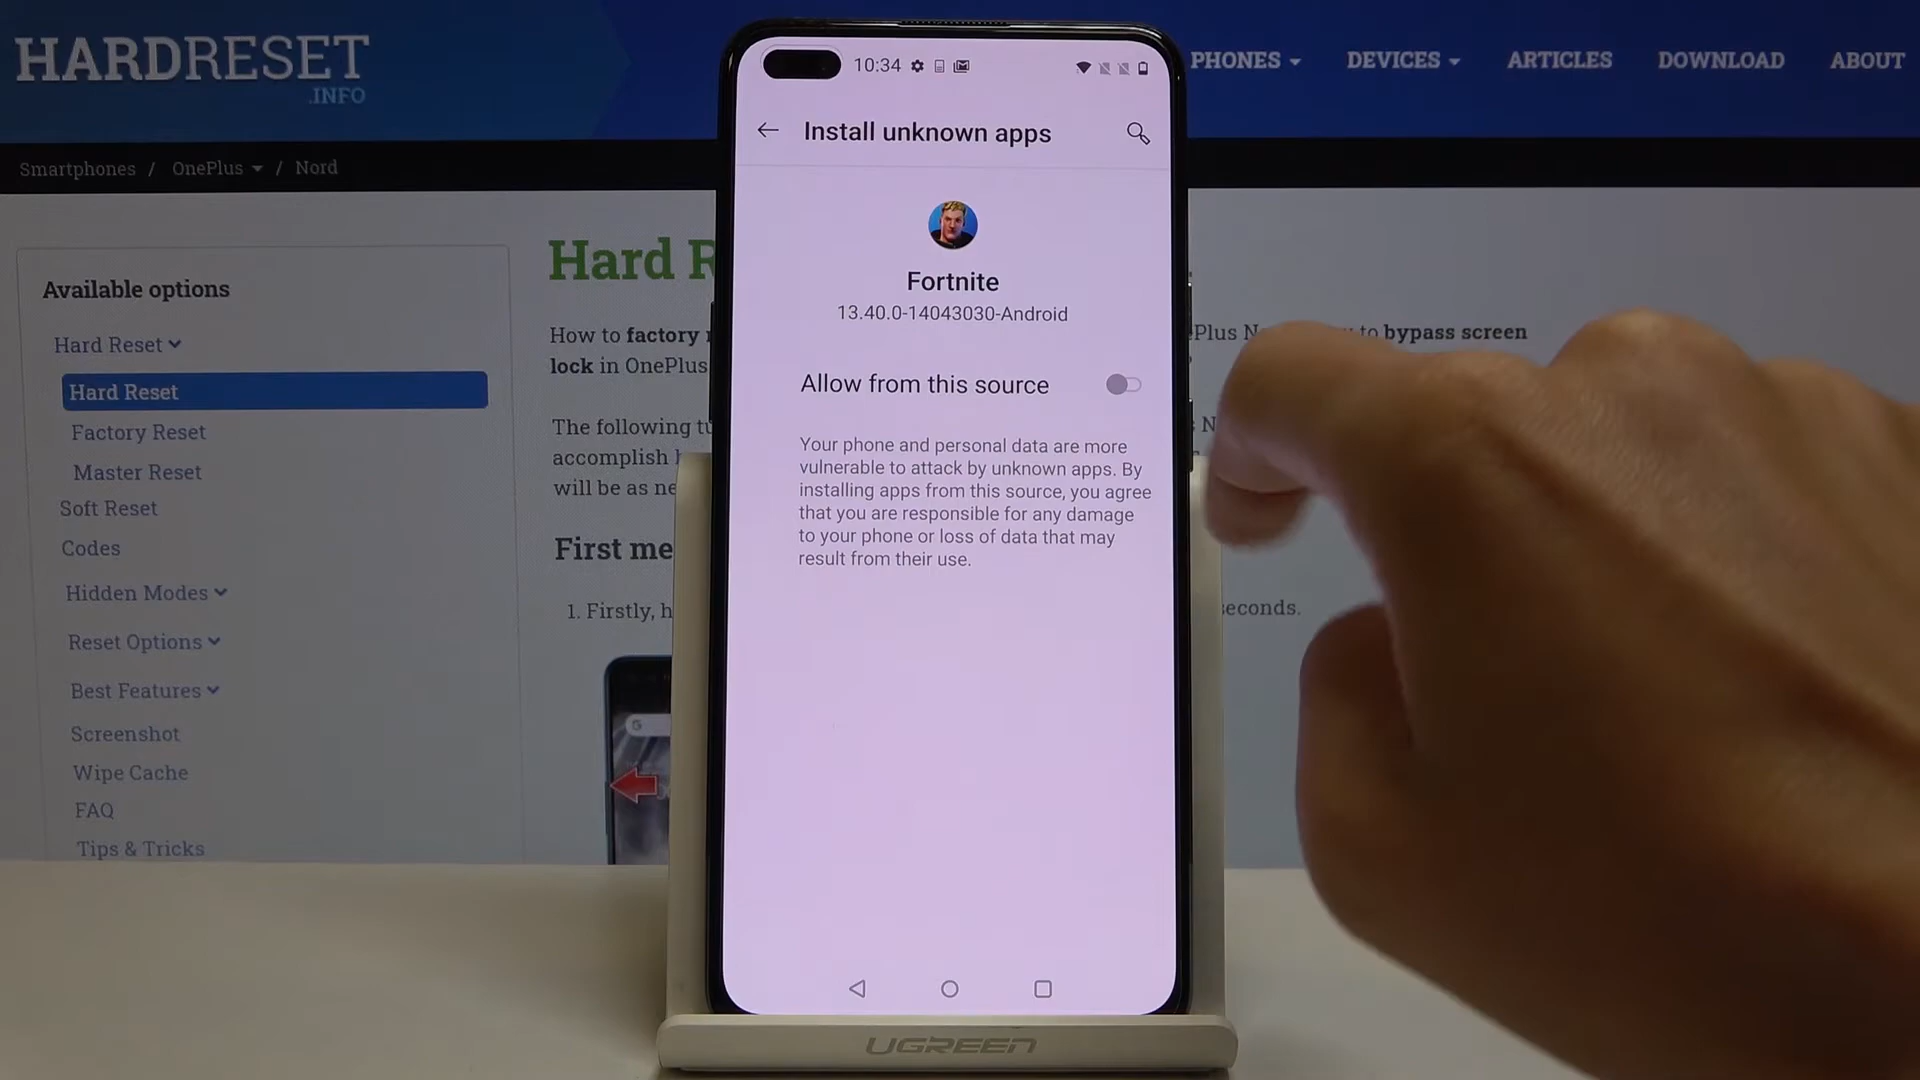 HARDRESET
.INFO
PHONES
DEVICES
ARTICLES
DOWNLOAD
ABOUT
Smartphones / OnePlus / Nord
Available options
Hard Reset
Hard Reset
Factory Reset
Master Reset
Soft Reset
Codes
Hidden Modes
Reset Options
Best Features
Screenshot
Wipe Cache
FAQ
Tips & Tricks
Hard
How to factory
to bypass screen
lock in OnePlus
The following
accomplish
will be as
First
1. Firstly,
seconds.
10:34
Install unknown apps
Fortnite
13.40.0-14043030-Android
Allow from this source
Your phone and personal data are more
vulnerable to attack by unknown apps. By
installing apps from this source, you agree
that you are responsible for any damage
to your phone or loss of data that may
result from their use.
UGREEN